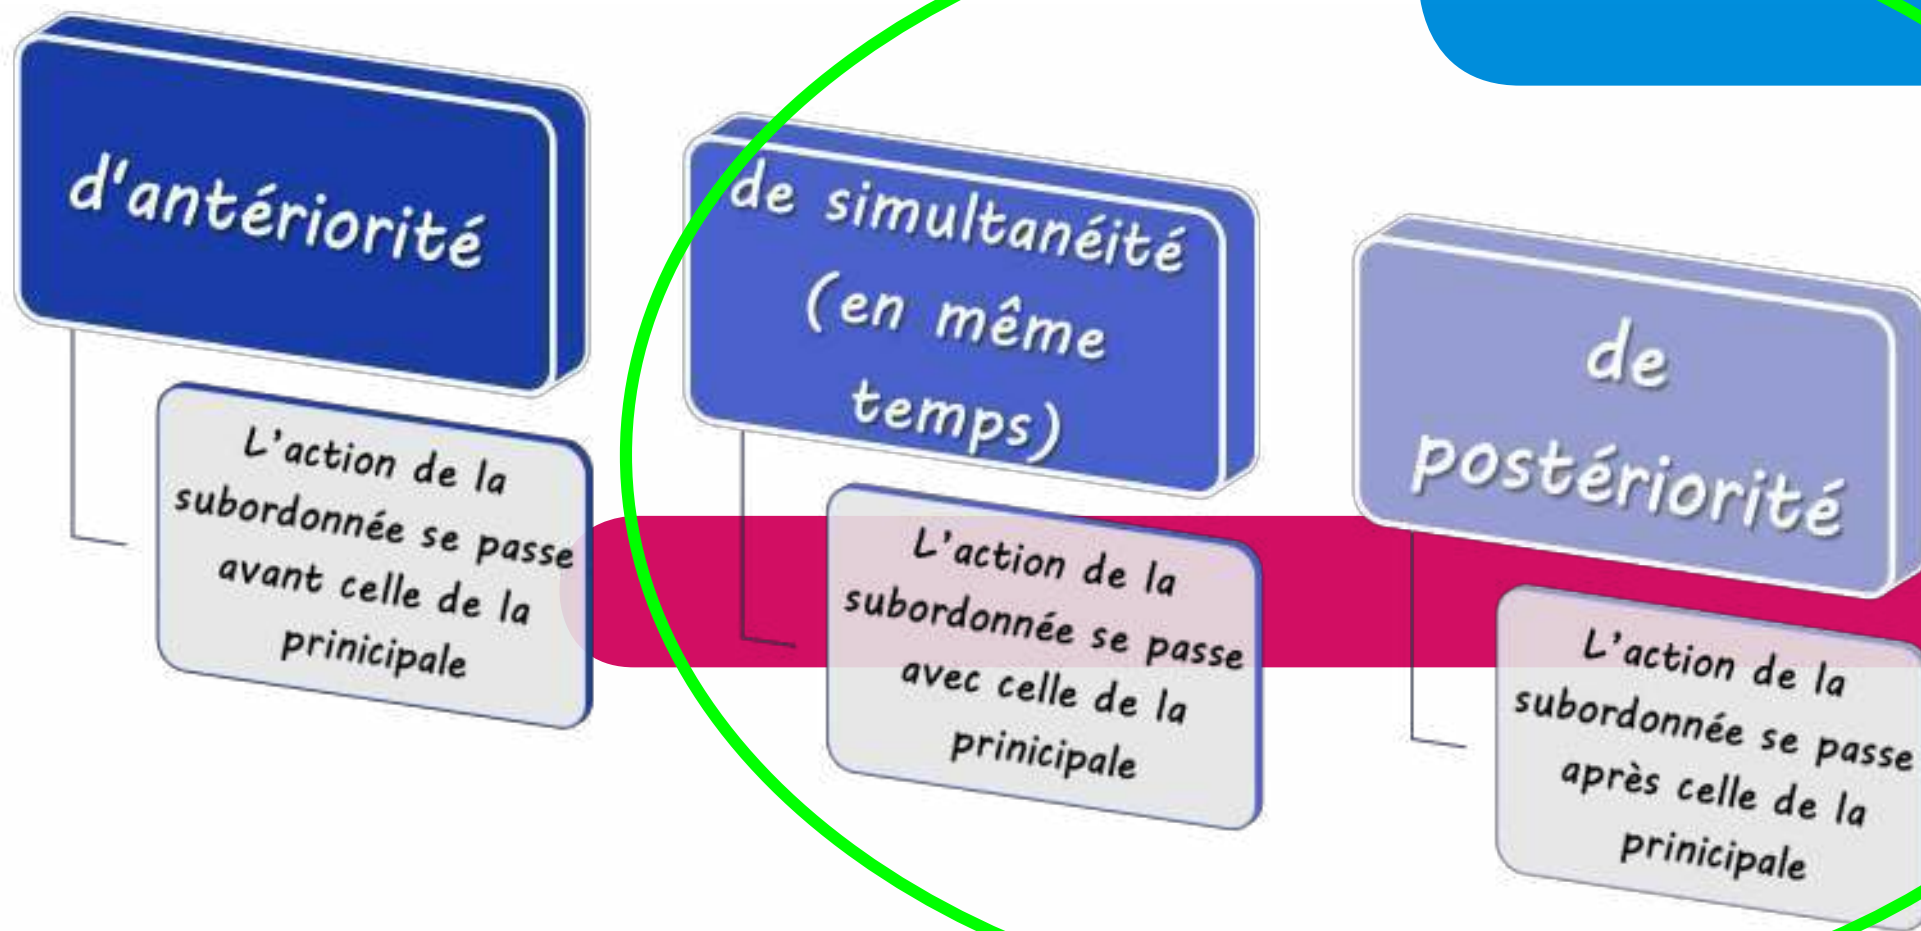 d'antériorité
L'action de la
subordonnée se passe
avant celle de la
prinicipale
de simultanéité
(en même
temps)
L'action de la
subordonnée se passe
avec celle de la
prinicipale
de
postériorité
L'action de la
subordonnée se passe
après celle de la
prinicipale